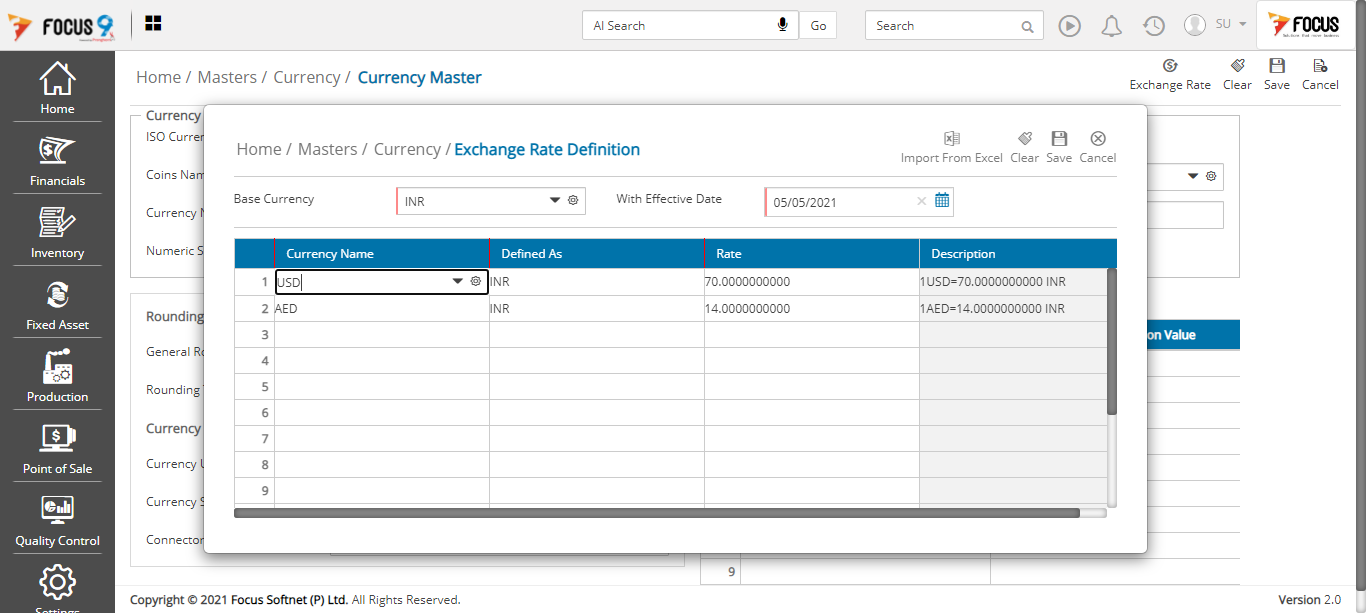 FOCUS 9
AI Search
Go
Search
SU
FOCUS
Home
Financials
Inventory
Fixed Asset
Production
Point of Sale
Quality Control
Settings
Home / Masters / Currency / Currency Master
Exchange Rate Clear Save Cancel
Currency
ISO Curren
Coins Nam
Currency N
Numeric S
Rounding
General Ro
Rounding
Currency
Currency U
Currency S
Connector
Home / Masters / Currency / Exchange Rate Definition
Import From Excel Clear Save Cancel
Base Currency INR With Effective Date 05/05/2021
Currency Name Defined As Rate Description
1 USD INR 70.0000000000 1USD=70.0000000000 INR
2 AED INR 14.0000000000 1AED=14.0000000000 INR
3
4
5
6
7
8
9
on Value
9
Copyright © 2021 Focus Softnet (P) Ltd. All Rights Reserved.
Version 2.0